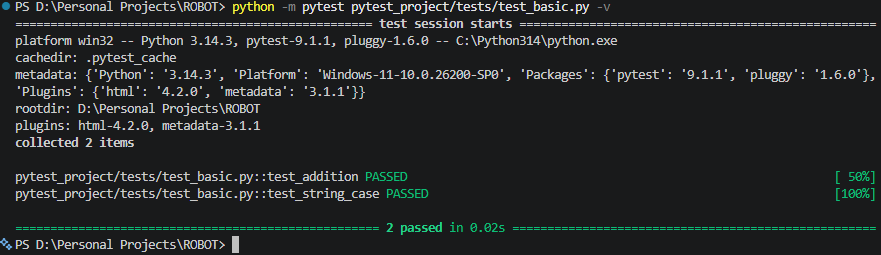 PS D:\Personal Projects\ROBOT> python -m pytest pytest_project/tests/test_basic.py -v
=================================================== test session starts ===================================================
platform win32 -- Python 3.14.3, pytest-9.1.1, pluggy-1.6.0 -- C:\Python314\python.exe
cachedir: .pytest_cache
metadata: {'Python': '3.14.3', 'Platform': 'Windows-11-10.0.26200-SP0', 'Packages': {'pytest': '9.1.1', 'pluggy': '1.6.0'},
'Plugins': {'html': '4.2.0', 'metadata': '3.1.1'}}
rootdir: D:\Personal Projects\ROBOT
plugins: html-4.2.0, metadata-3.1.1
collected 2 items
pytest_project/tests/test_basic.py::test_addition PASSED [ 50%]
pytest_project/tests/test_basic.py::test_string_case PASSED [100%]
==================================================== 2 passed in 0.02s ====================================================
PS D:\Personal Projects\ROBOT>